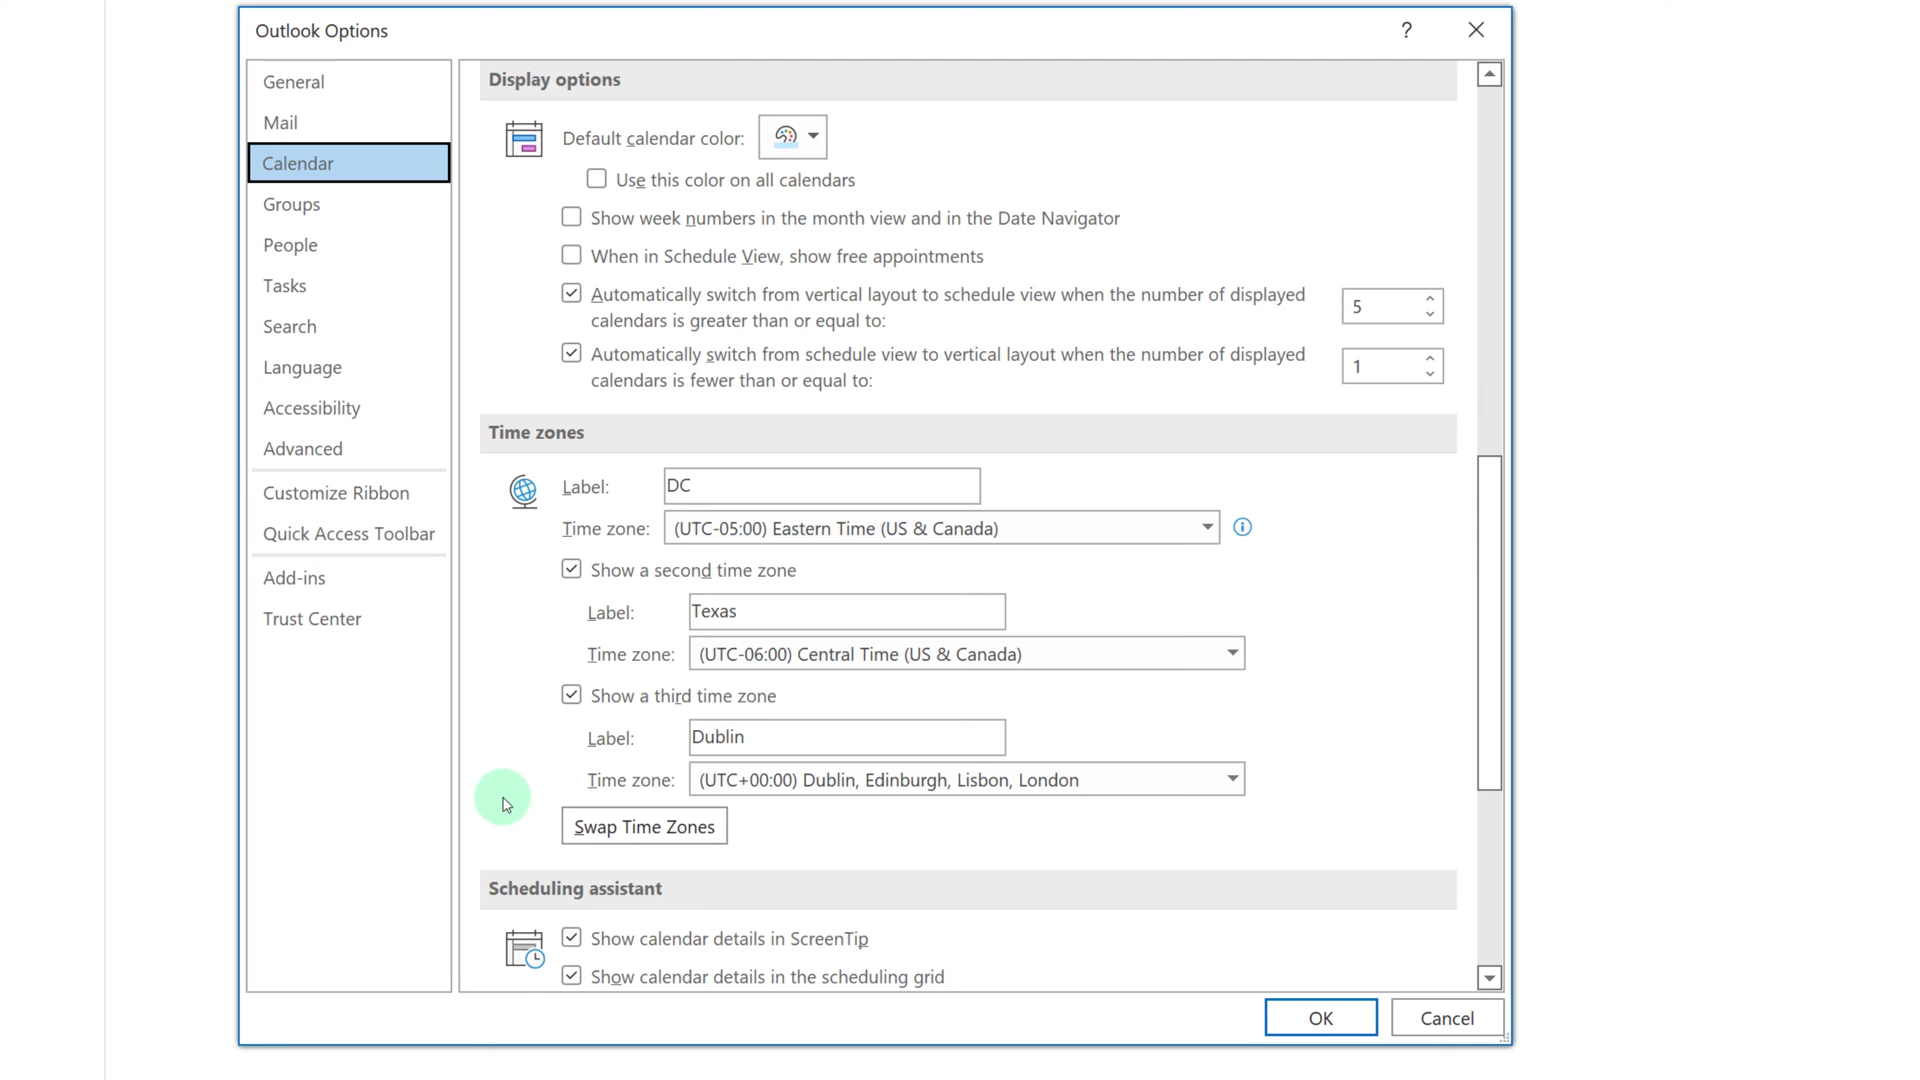 Outlook Options
?
General
Mail
Calendar
Groups
People
Tasks
Search
Language
Accessibility
Advanced
Customize Ribbon
Quick Access Toolbar
Add-ins
Trust Center
Display options
Default calendar color:
Use this color on all calendars
Show week numbers in the month view and in the Date Navigator
When in Schedule View, show free appointments
Automatically switch from vertical layout to schedule view when the number of displayed
calendars is greater than or equal to:
5
Automatically switch from schedule view to vertical layout when the number of displayed
calendars is fewer than or equal to:
1
Time zones
Label: DC
Time zone: (UTC-05:00) Eastern Time (US & Canada)
Show a second time zone
Label: Texas
Time zone: (UTC-06:00) Central Time (US & Canada)
Show a third time zone
Label: Dublin
Time zone: (UTC+00:00) Dublin, Edinburgh, Lisbon, London
Swap Time Zones
Scheduling assistant
Show calendar details in ScreenTip
Show calendar details in the scheduling grid
OK Cancel